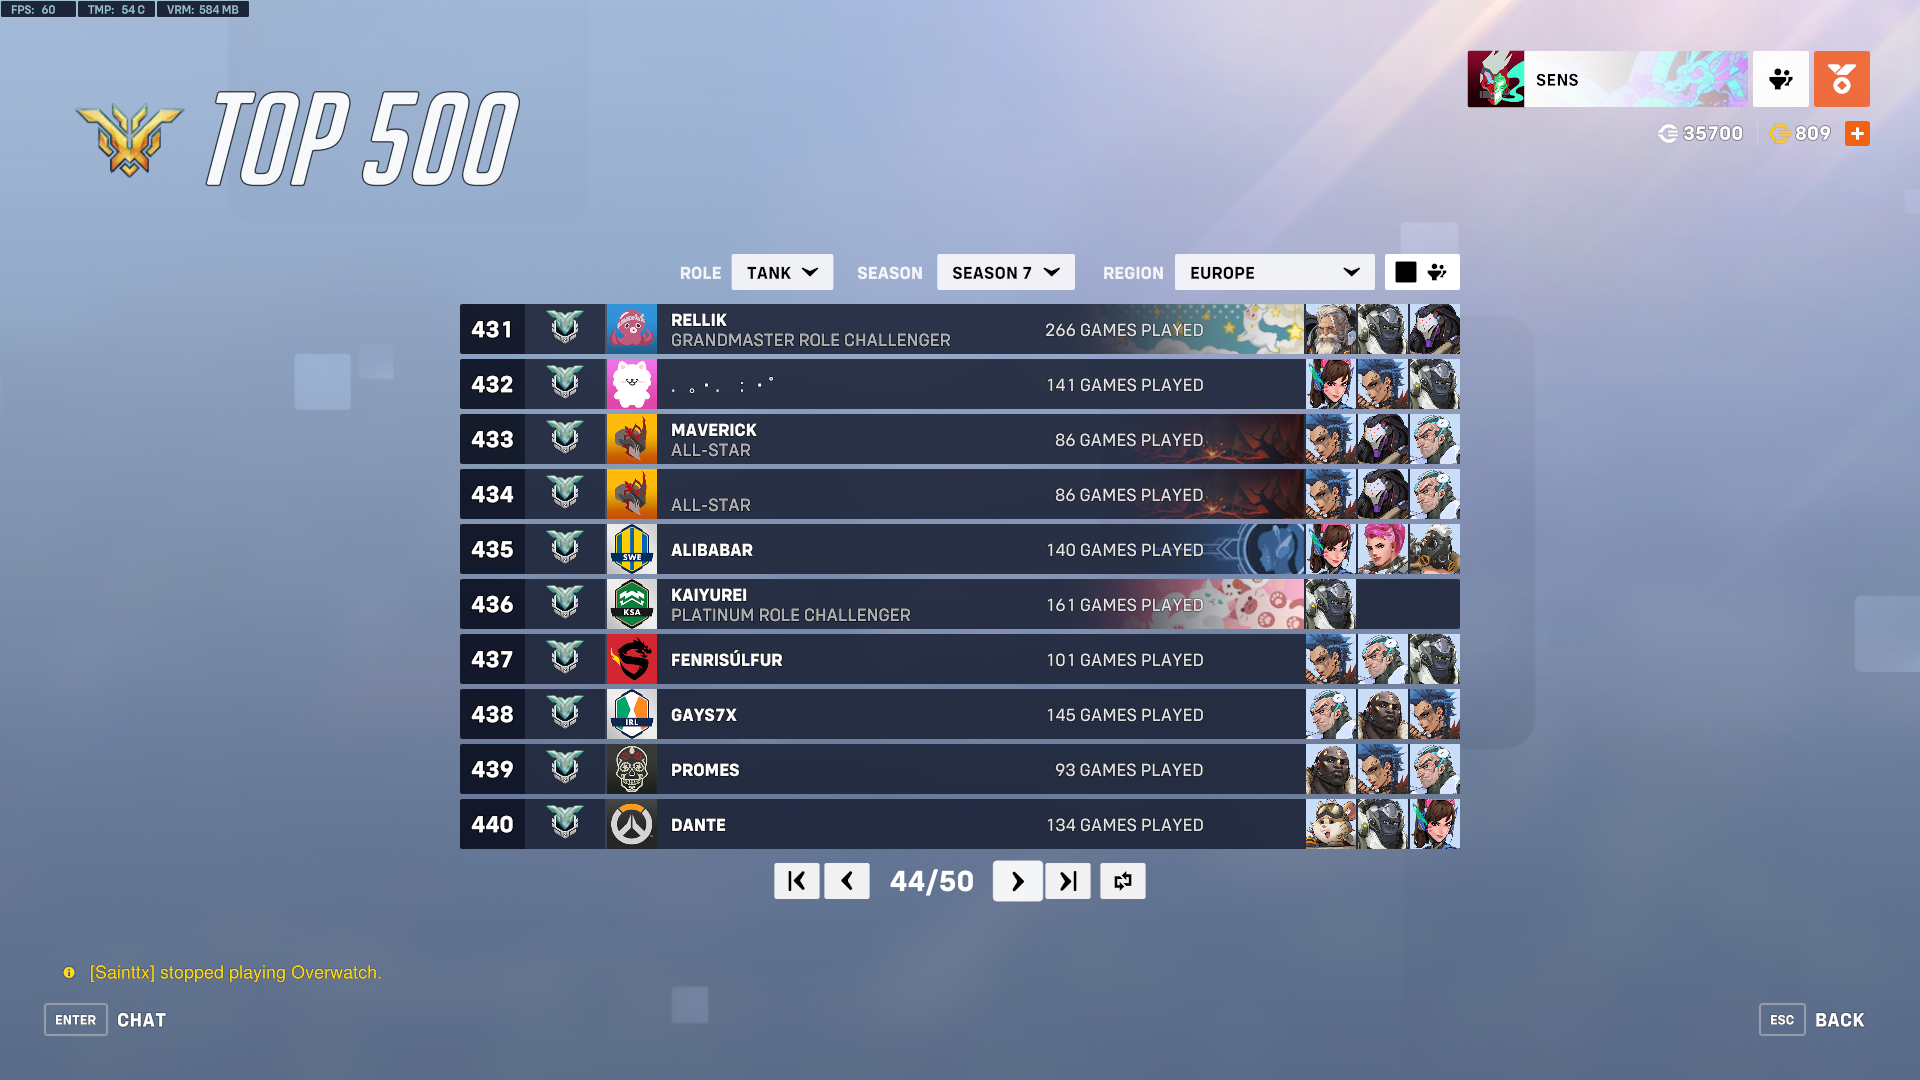 FPS: 60 TMP: 54 C VRM: 584 MB
TOP 500
SENS
35700 809
ROLE TANK SEASON SEASON 7 REGION EUROPE
431 RELLIK
GRANDMASTER ROLE CHALLENGER
266 GAMES PLAYED
432 . 。·. : ·˚
141 GAMES PLAYED
433 MAVERICK
ALL-STAR
86 GAMES PLAYED
434
ALL-STAR
86 GAMES PLAYED
435 SWE ALIBABAR
140 GAMES PLAYED
436 KSA KAIYUREI
PLATINUM ROLE CHALLENGER
161 GAMES PLAYED
437 FENRISÚLFUR
101 GAMES PLAYED
438 IRL GAYS7X
145 GAMES PLAYED
439 PROMES
93 GAMES PLAYED
440 DANTE
134 GAMES PLAYED
44/50
[Sainttx] stopped playing Overwatch.
ENTER CHAT
ESC BACK